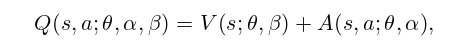 Q(s, a; θ, α, β) = V(s; θ, β) + A(s, a; θ, α),